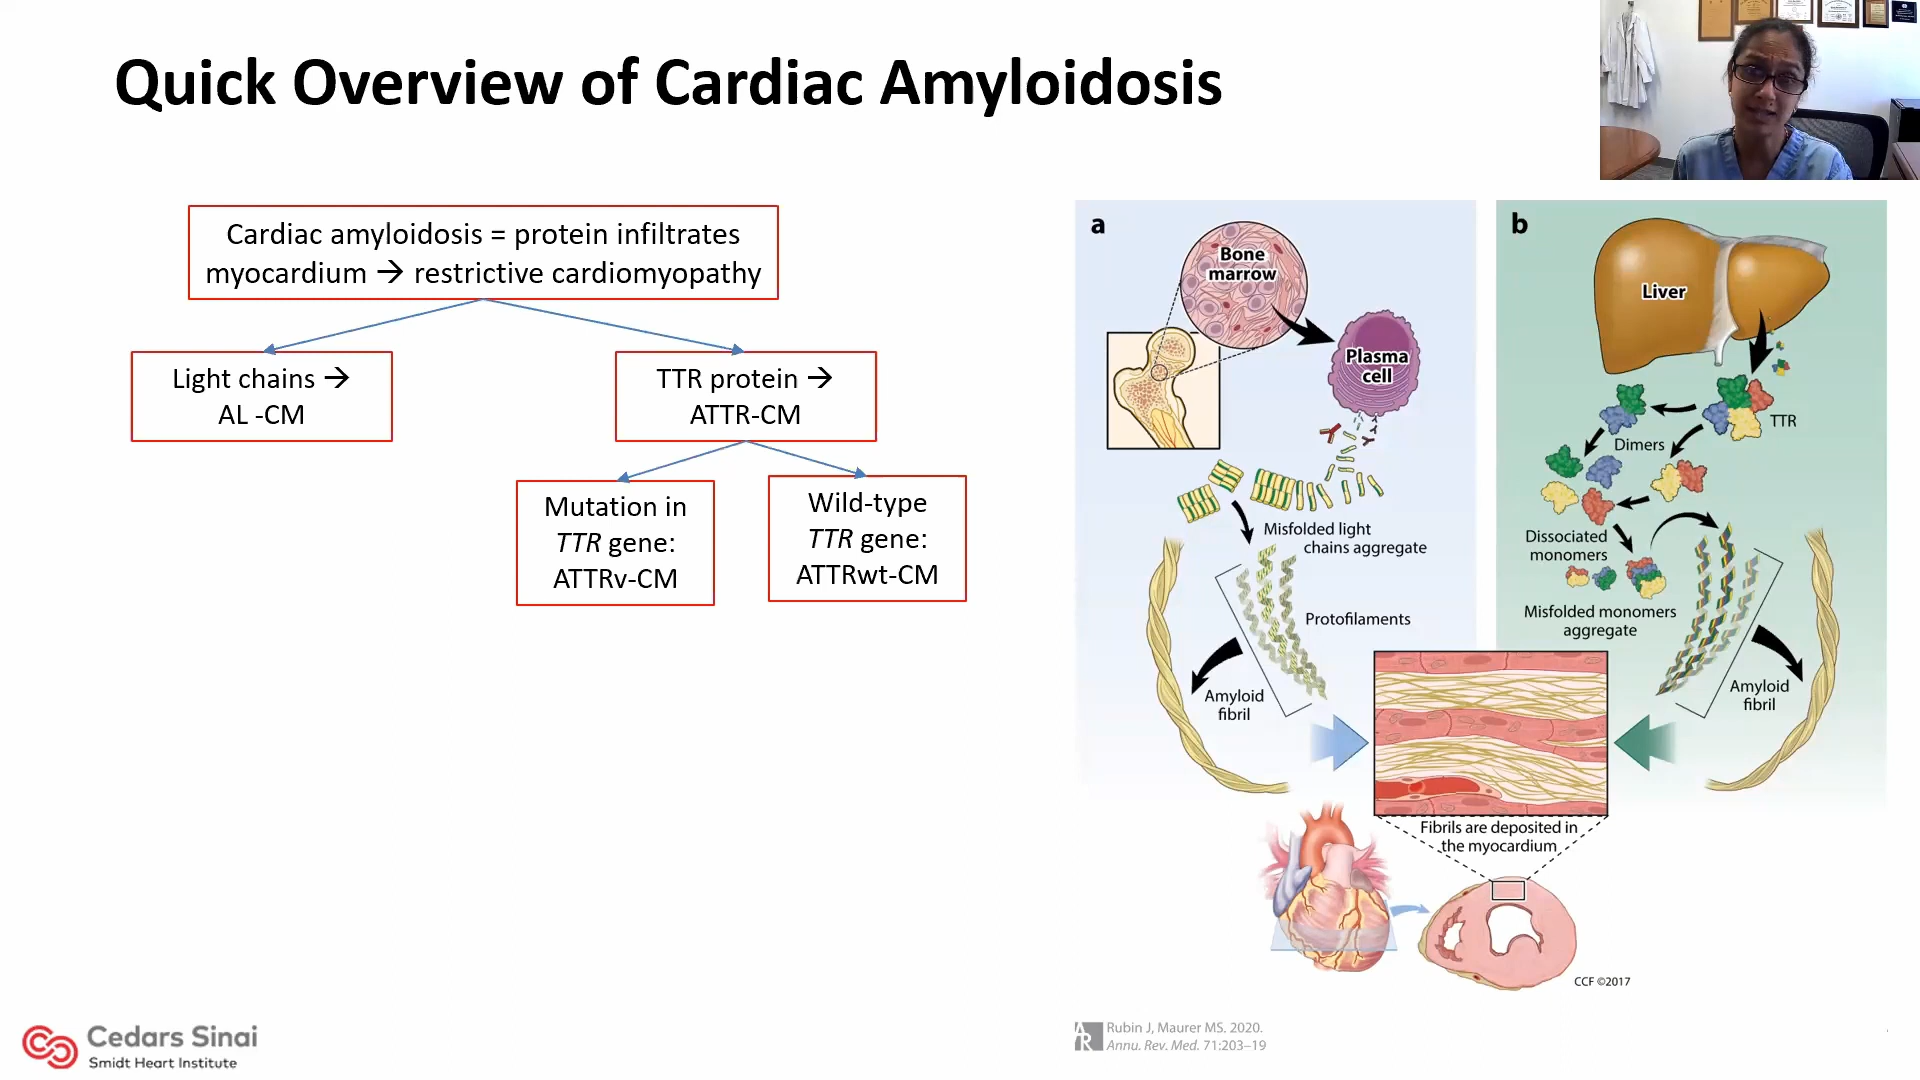 Quick Overview of Cardiac Amyloidosis
Cardiac amyloidosis = protein infiltrates
myocardium → restrictive cardiomyopathy
Light chains →
AL -CM
TTR protein →
ATTR-CM
Mutation in
TTR gene:
ATTRv-CM
Wild-type
TTR gene:
ATTRwt-CM
a
Bone
marrow
Plasma
cell
Misfolded light
chains aggregate
Protofilaments
Amyloid
fibril
b
Liver
TTR
Dimers
Dissociated
monomers
Misfolded monomers
aggregate
Amyloid
fibril
Fibrils are deposited in
the myocardium
CCF ©2017
Cedars Sinai
Smidt Heart Institute
AR
Rubin J, Maurer MS. 2020.
Annu. Rev. Med. 71:203–19